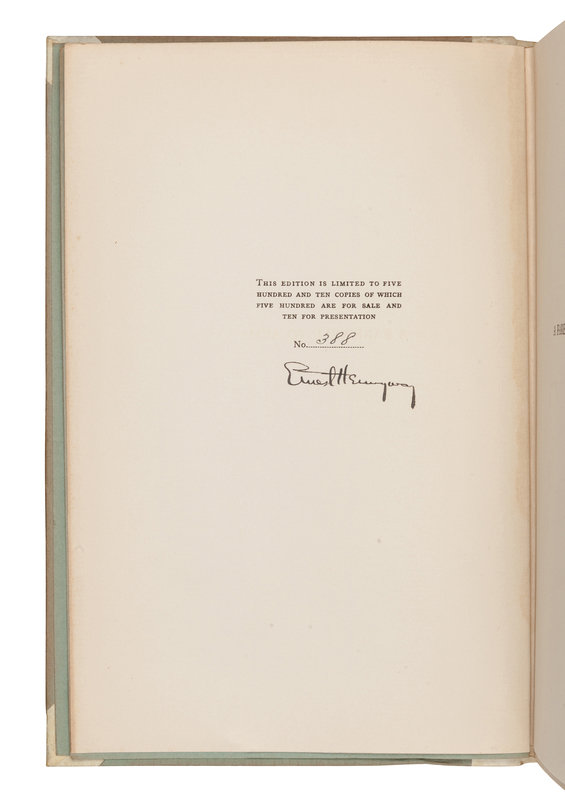 THIS EDITION IS LIMITED TO FIVE
HUNDRED AND TEN COPIES OF WHICH
FIVE HUNDRED ARE FOR SALE AND
TEN FOR PRESENTATION
No. 388
Ernest Hemingway